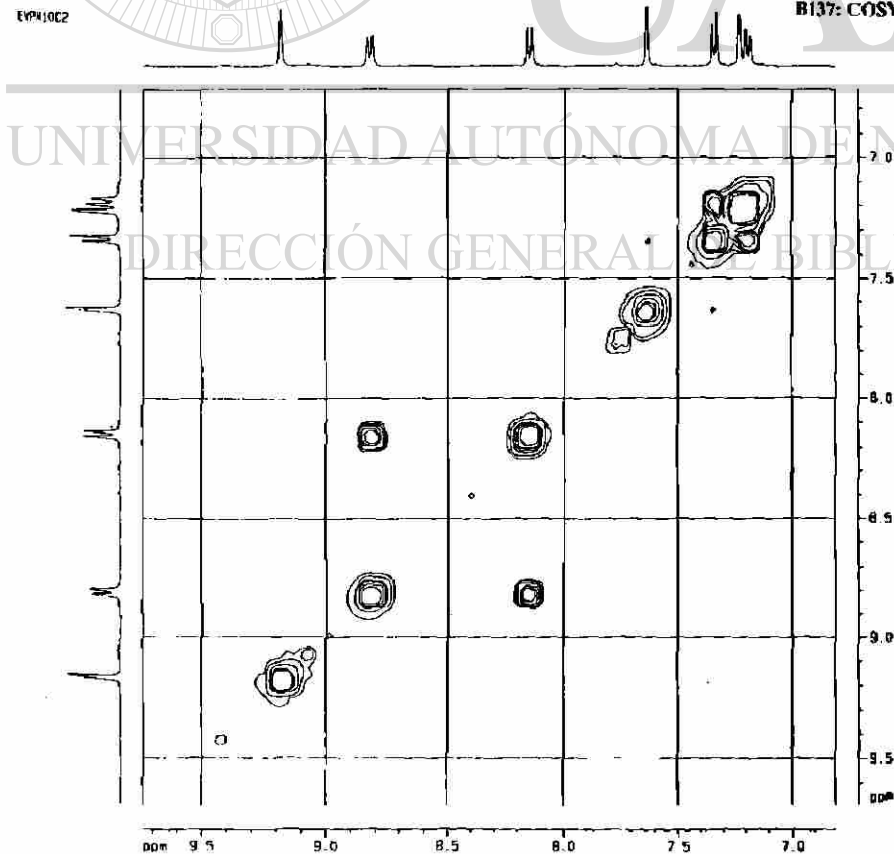 EVPN10C2
B137: COSY
UNIVERSIDAD AUTÓNOMA DE N
DIRECCIÓN GENERAL DE BIBL
7.0
7.5
8.0
8.5
9.0
9.5
ppm
ppm 9.5 9.0 8.5 8.0 7.5 7.0